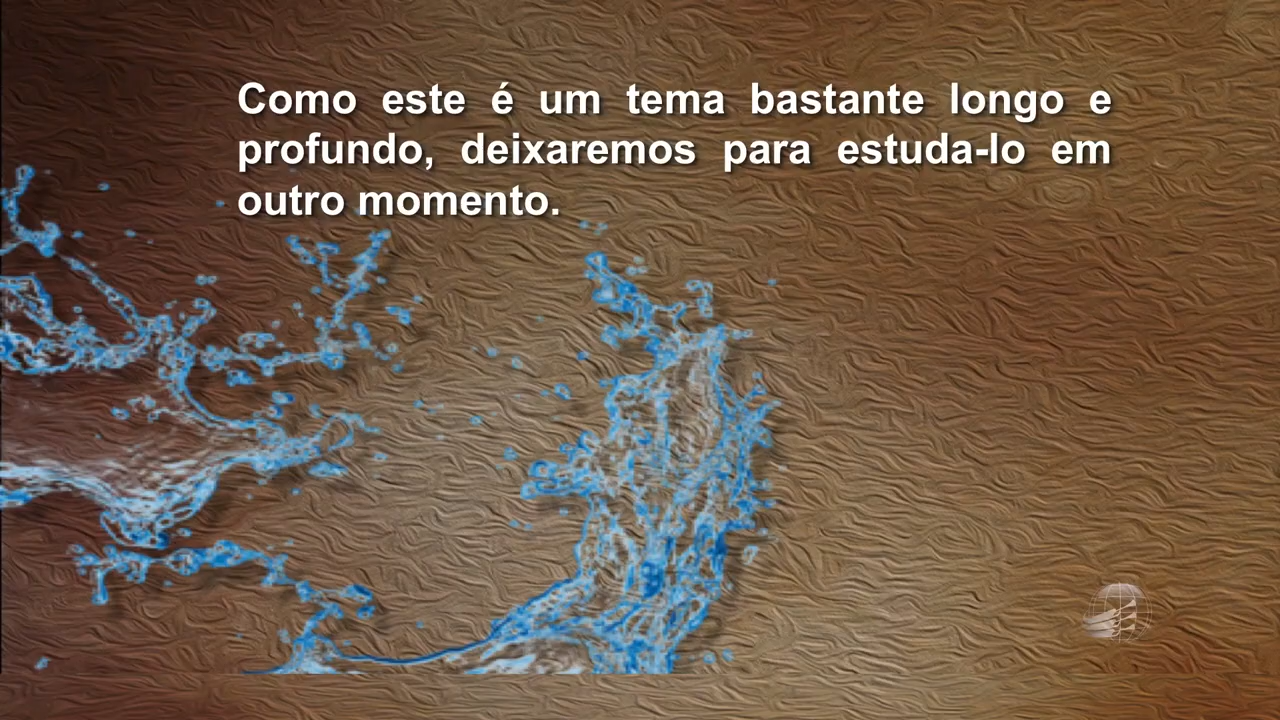 Como este é um tema bastante longo e
profundo, deixaremos para estuda-lo em
outro momento.